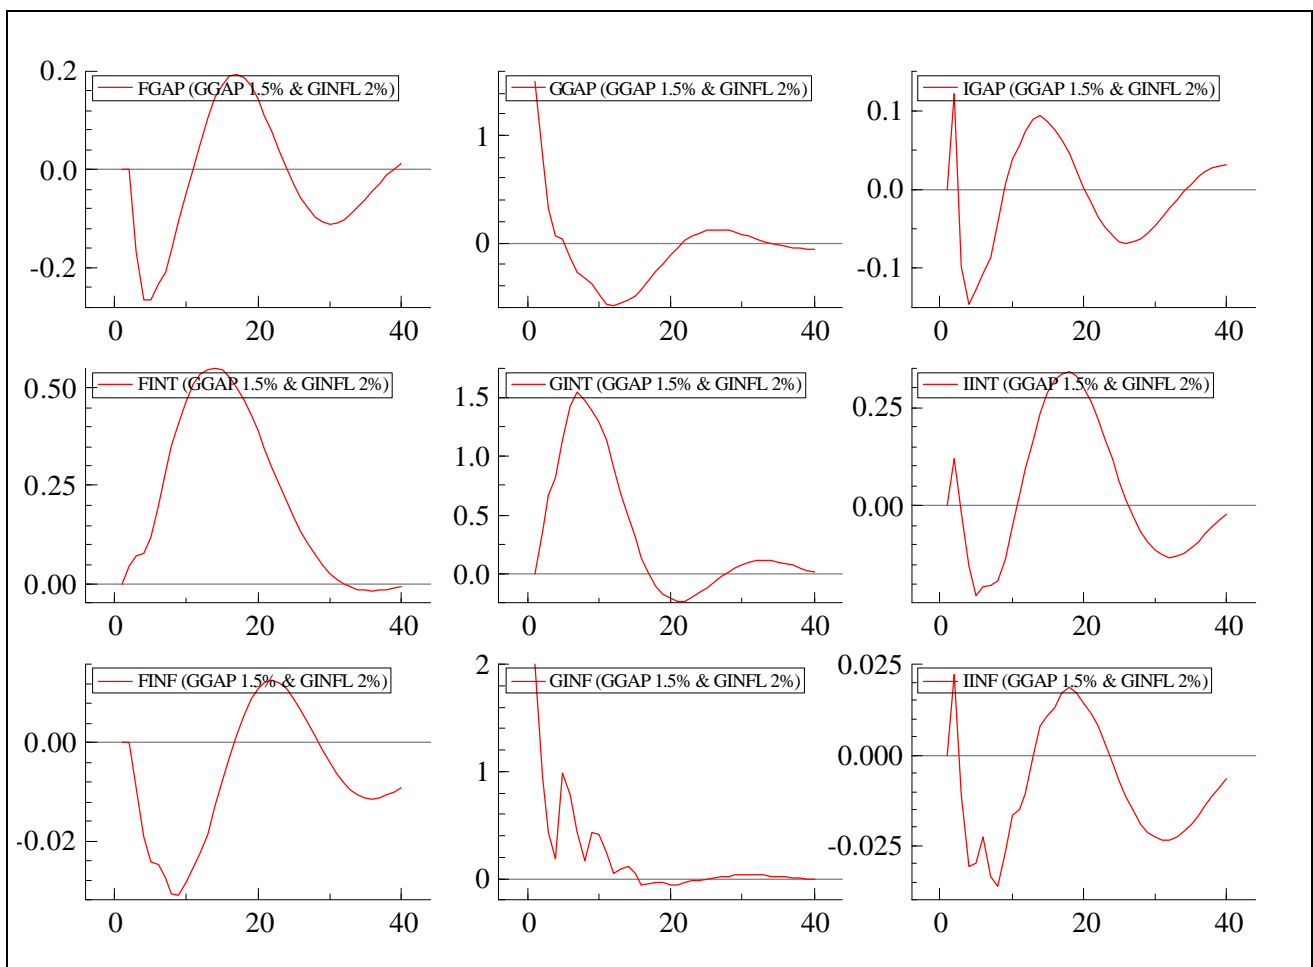 0.2
0.0
-0.2
FGAP (GGAP 1.5% & GINFL 2%)
0 20 40
1
0
GGAP (GGAP 1.5% & GINFL 2%)
0 20 40
0.1
0.0
-0.1
IGAP (GGAP 1.5% & GINFL 2%)
0 20 40
0.50
0.25
0.00
FINT (GGAP 1.5% & GINFL 2%)
0 20 40
1.5
1.0
0.5
0.0
GINT (GGAP 1.5% & GINFL 2%)
0 20 40
0.25
0.00
IINT (GGAP 1.5% & GINFL 2%)
0 20 40
0.00
-0.02
FINF (GGAP 1.5% & GINFL 2%)
0 20 40
2
1
0
GINF (GGAP 1.5% & GINFL 2%)
0 20 40
0.025
0.000
-0.025
IINF (GGAP 1.5% & GINFL 2%)
0 20 40